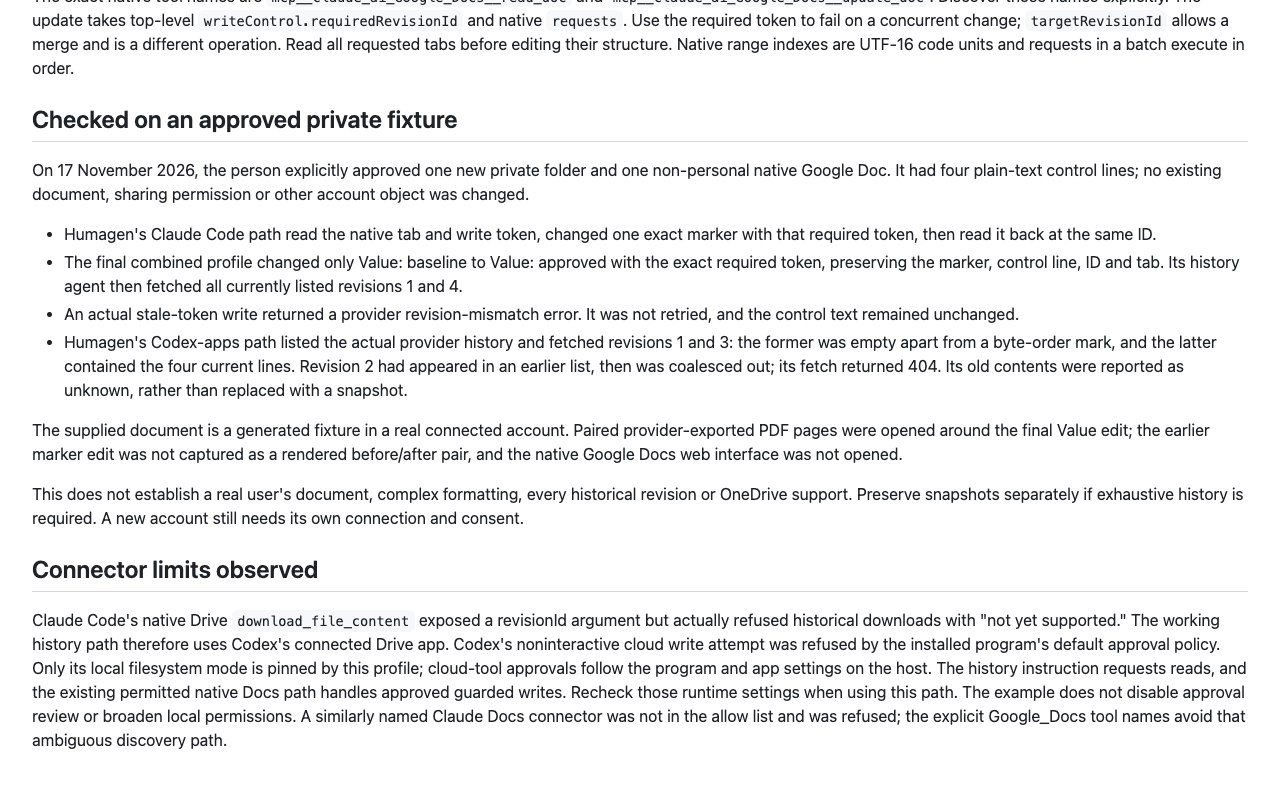 update takes top-level writeControl.requiredRevisionId and native requests. Use the required token to fail on a concurrent change; targetRevisionId allows a
merge and is a different operation. Read all requested tabs before editing their structure. Native range indexes are UTF-16 code units and requests in a batch execute in
order.
Checked on an approved private fixture
On 17 November 2026, the person explicitly approved one new private folder and one non-personal native Google Doc. It had four plain-text control lines; no existing
document, sharing permission or other account object was changed.
• Humagen's Claude Code path read the native tab and write token, changed one exact marker with that required token, then read it back at the same ID.
• The final combined profile changed only Value: baseline to Value: approved with the exact required token, preserving the marker, control line, ID and tab. Its history
agent then fetched all currently listed revisions 1 and 4.
• An actual stale-token write returned a provider revision-mismatch error. It was not retried, and the control text remained unchanged.
• Humagen's Codex-apps path listed the actual provider history and fetched revisions 1 and 3: the former was empty apart from a byte-order mark, and the latter
contained the four current lines. Revision 2 had appeared in an earlier list, then was coalesced out; its fetch returned 404. Its old contents were reported as
unknown, rather than replaced with a snapshot.
The supplied document is a generated fixture in a real connected account. Paired provider-exported PDF pages were opened around the final Value edit; the earlier
marker edit was not captured as a rendered before/after pair, and the native Google Docs web interface was not opened.
This does not establish a real user's document, complex formatting, every historical revision or OneDrive support. Preserve snapshots separately if exhaustive history is
required. A new account still needs its own connection and consent.
Connector limits observed
Claude Code's native Drive download_file_content exposed a revisionId argument but actually refused historical downloads with "not yet supported." The working
history path therefore uses Codex's connected Drive app. Codex's noninteractive cloud write attempt was refused by the installed program's default approval policy.
Only its local filesystem mode is pinned by this profile; cloud-tool approvals follow the program and app settings on the host. The history instruction requests reads, and
the existing permitted native Docs path handles approved guarded writes. Recheck those runtime settings when using this path. The example does not disable approval
review or broaden local permissions. A similarly named Claude Docs connector was not in the allow list and was refused; the explicit Google_Docs tool names avoid that
ambiguous discovery path.